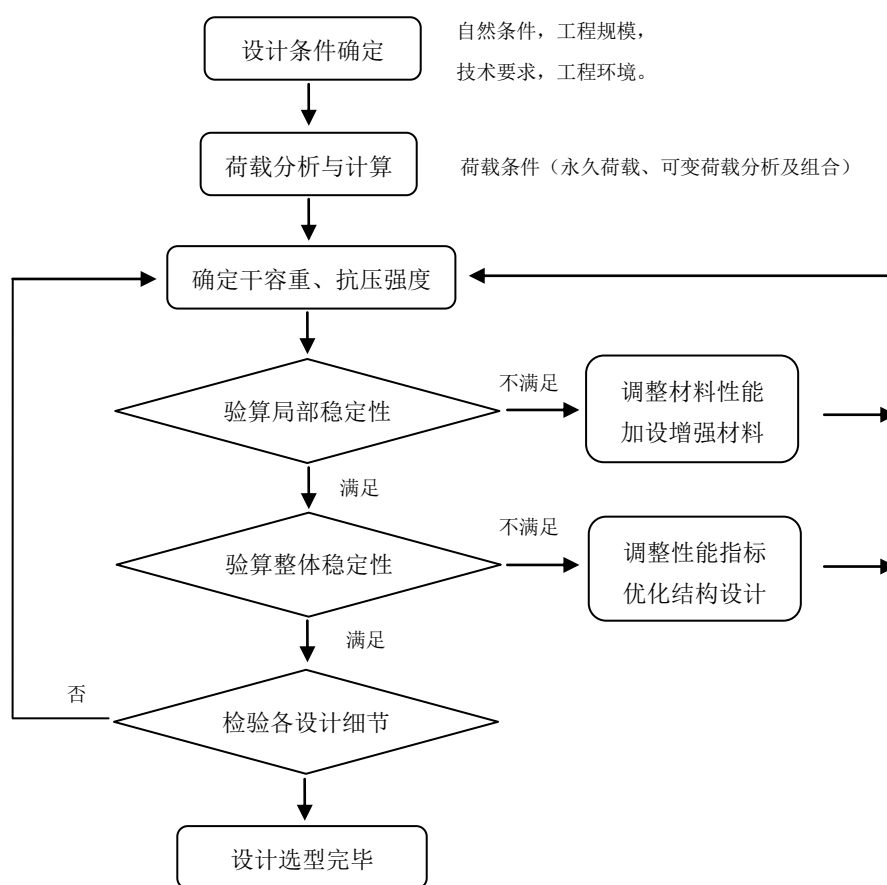 设计条件确定
自然条件，工程规模，
技术要求，工程环境。
荷载分析与计算
荷载条件（永久荷载、可变荷载分析及组合）
确定干容重、抗压强度
验算局部稳定性
不满足
调整材料性能
加设增强材料
满足
验算整体稳定性
不满足
调整性能指标
优化结构设计
满足
否
检验各设计细节
设计选型完毕